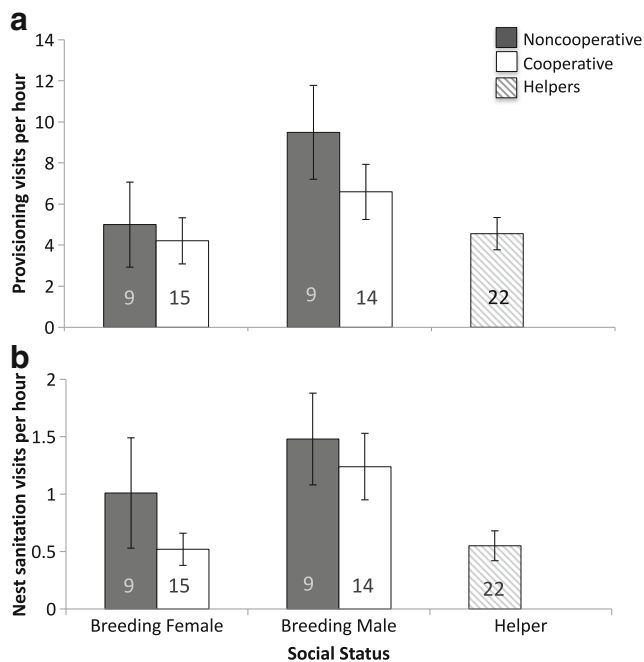 a
Provisioning visits per hour
14
12
10
8
6
4
2
0
Noncooperative
Cooperative
Helpers
9
15
9
14
22
b
Nest sanitation visits per hour
2
1.5
1
0.5
0
9
15
9
14
22
Breeding Female
Breeding Male
Helper
Social Status